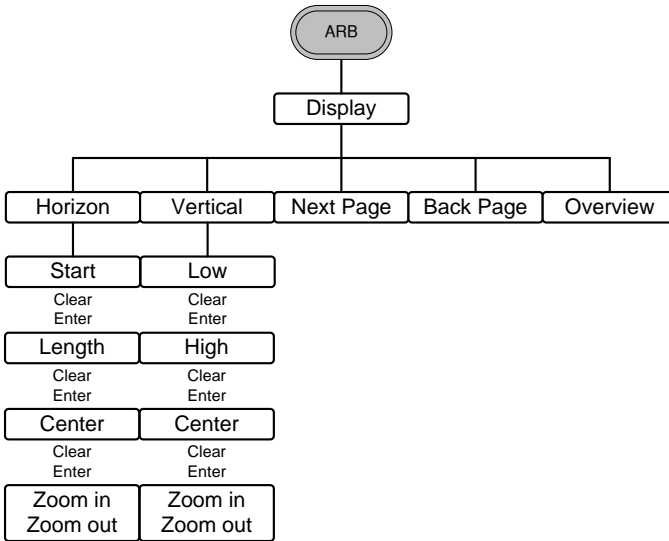 ARB
Display
Horizon
Vertical
Next Page
Back Page
Overview
Start
Low
Clear
Enter
Clear
Enter
Length
High
Clear
Enter
Clear
Enter
Center
Center
Clear
Enter
Clear
Enter
Zoom in
Zoom out
Zoom in
Zoom out